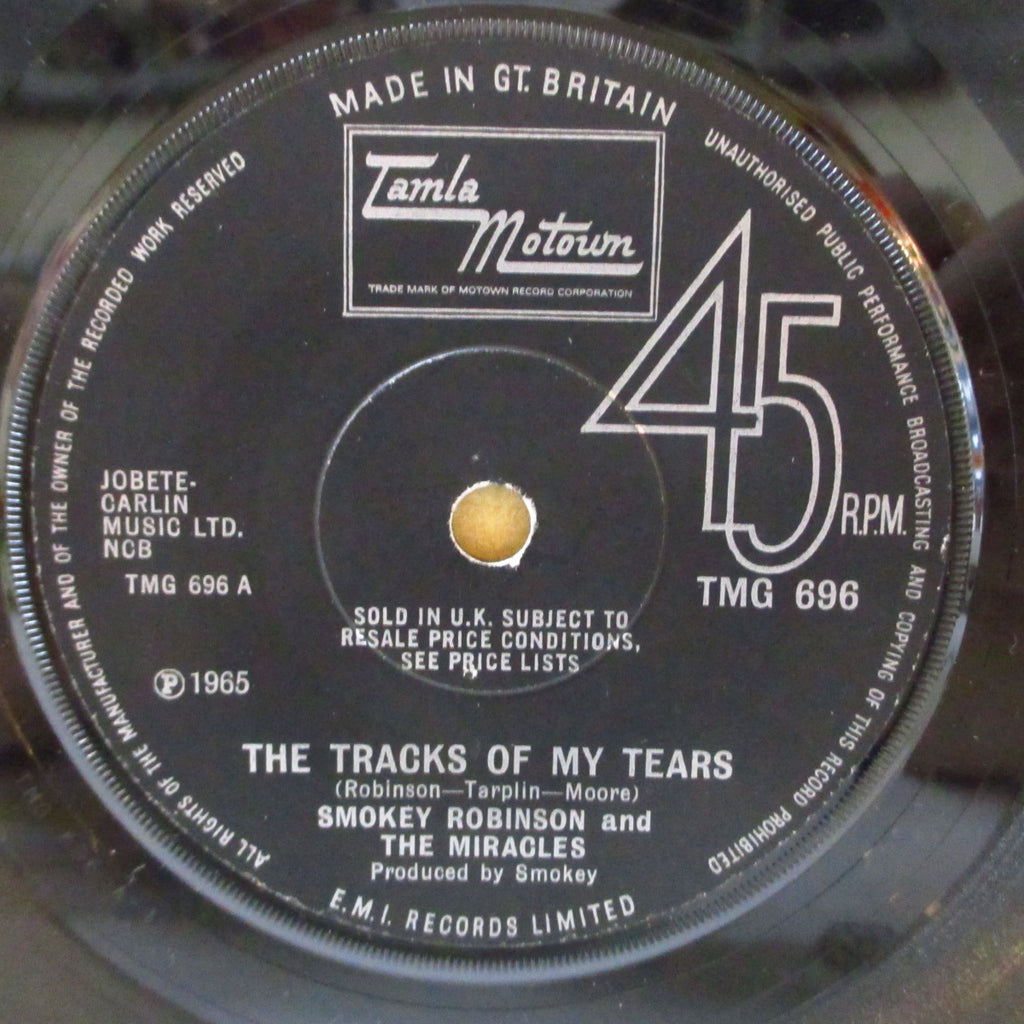 MADE IN GT. BRITAIN
Tamla
Motown
TRADE MARK OF MOTOWN RECORD CORPORATION
45
R.P.M.
JOBETE-
CARLIN
MUSIC LTD.
NCB
TMG 696 A
TMG 696
SOLD IN U.K. SUBJECT TO
RESALE PRICE CONDITIONS,
SEE PRICE LISTS
Ⓟ 1965
THE TRACKS OF MY TEARS
(Robinson—Tarplin—Moore)
SMOKEY ROBINSON and
THE MIRACLES
Produced by Smokey
E.M.I. RECORDS LIMITED
ALL RIGHTS OF THE MANUFACTURER AND OF THE OWNER OF THE RECORDED WORK RESERVED
UNAUTHORISED PUBLIC PERFORMANCE BROADCASTING AND COPYING OF THIS RECORD PROHIBITED